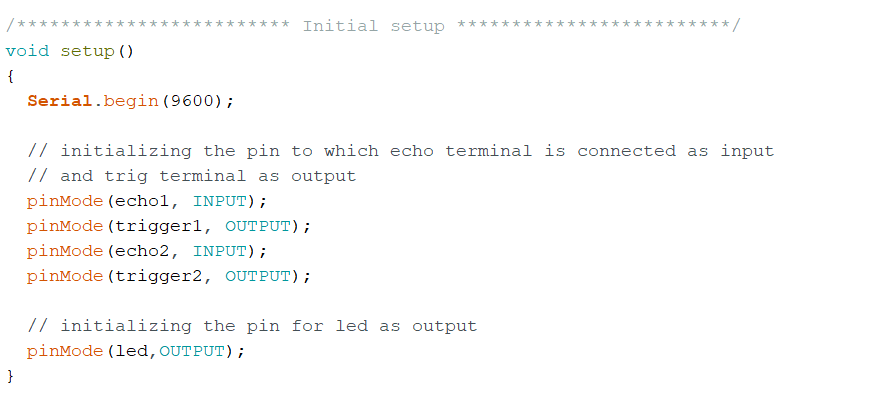 /************************* Initial setup *************************/
void setup()
{
  Serial.begin(9600);

  // initializing the pin to which echo terminal is connected as input
  // and trig terminal as output
  pinMode(echo1, INPUT);
  pinMode(trigger1, OUTPUT);
  pinMode(echo2, INPUT);
  pinMode(trigger2, OUTPUT);

  // initializing the pin for led as output
  pinMode(led,OUTPUT);
}